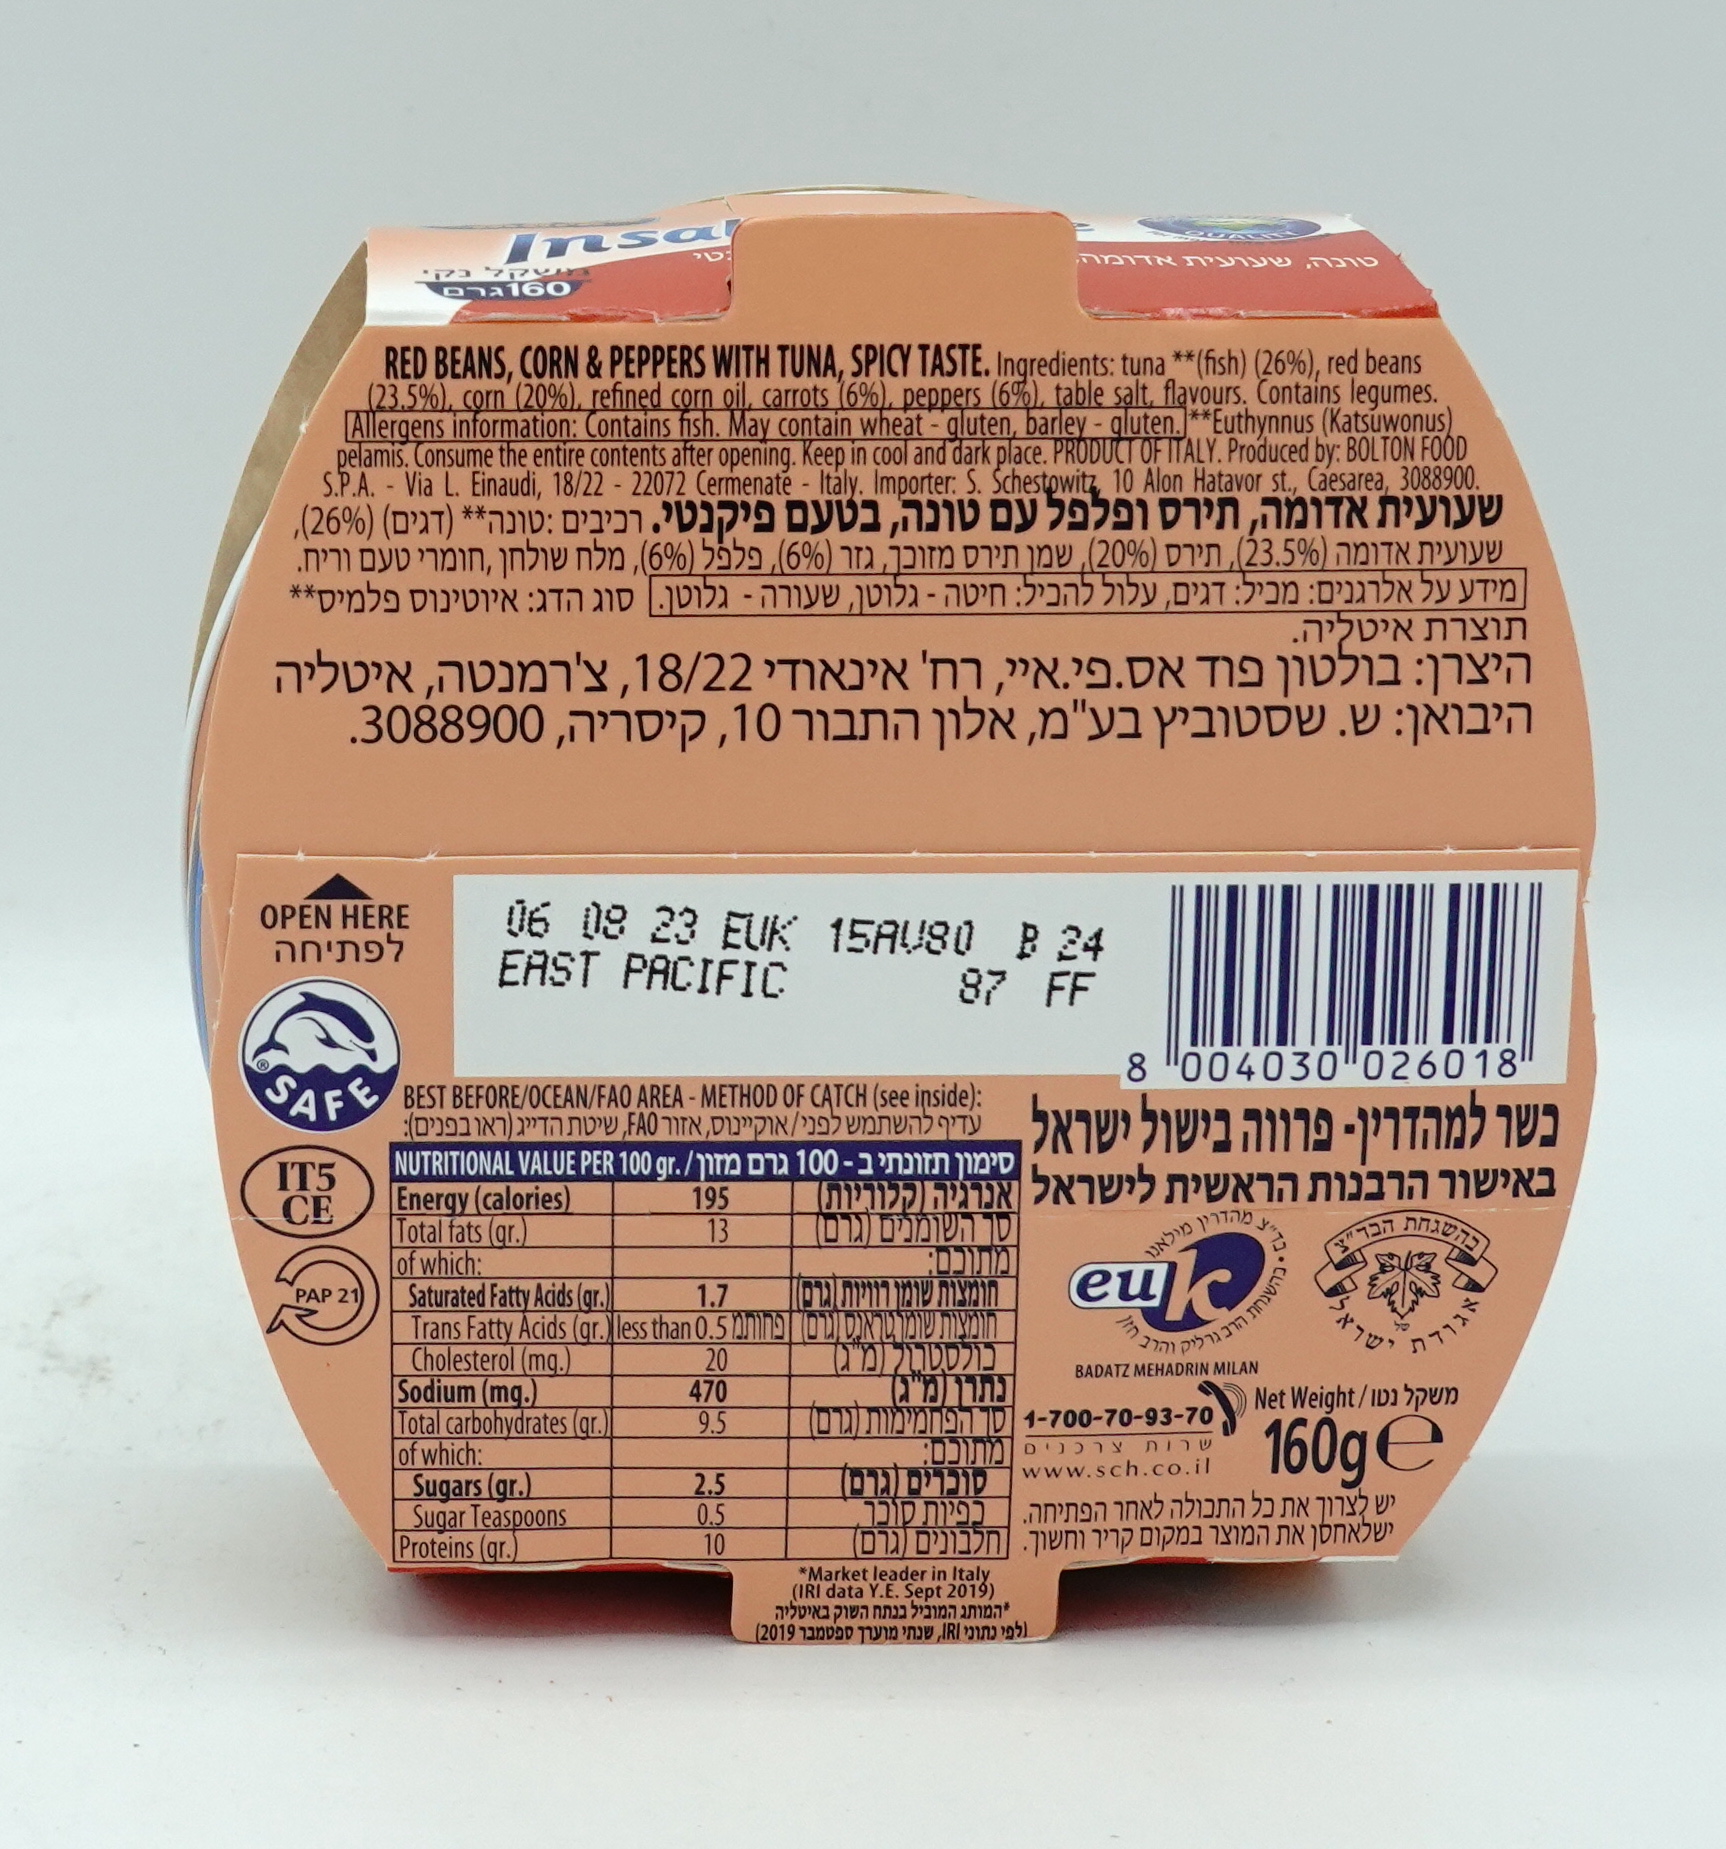 Insal
QUALITY
משקל נקי
160גרם
טונה, שעועית אדומה
RED BEANS, CORN & PEPPERS WITH TUNA, SPICY TASTE. Ingredients: tuna **(fish) (26%), red beans
(23.5%), corn (20%), refined corn oil, carrots (6%), peppers (6%), table salt, flavours. Contains legumes.
Allergens information: Contains fish. May contain wheat - gluten, barley - gluten. **Euthynnus (Katsuwonus)
pelamis. Consume the entire contents after opening. Keep in cool and dark place. PRODUCT OF ITALY. Produced by: BOLTON FOOD
S.P.A. - Via L. Einaudi, 18/22 - 22072 Cermenate - Italy. Importer: S. Schestowitz, 10 Alon Hatavor st., Caesarea, 3088900.
שעועית אדומה, תירס ופלפל עם טונה, בטעם פיקנטי. רכיבים :טונה** (דגים) (26%),
שעועית אדומה (23.5%), תירס (20%), שמן תירס מזוכך, גזר (6%), פלפל (6%), מלח שולחן, חומרי טעם וריח.
מידע על אלרגנים: מכיל: דגים, עלול להכיל: חיטה - גלוטן, שעורה - גלוטן. סוג הדג: איוטינוס פלמיס**
תוצרת איטליה.
היצרן: בולטון פוד אס.פי.איי, רח' אינאודי 18/22, צ'רמנטה, איטליה
היבואן: ש. שסטוביץ בע"מ, אלון התבור 10, קיסריה, 3088900.
OPEN HERE
לפתיחה
06 08 23 EUK 15AU80 B 24
EAST PACIFIC 87 FF
8 004030 026018
SAFE
®
IT5
CE
PAP 21
BEST BEFORE/OCEAN/FAO AREA - METHOD OF CATCH (see inside):
עדיף להשתמש לפני/אוקיינוס, אזור FAO, שיטת הדייג (ראו בפנים):
NUTRITIONAL VALUE PER 100 gr. / סימון תזונתי ב - 100 גרם מזון
Energy (calories) 195 אנרגיה (קלוריות)
Total fats (gr.) 13 סך השומנים (גרם)
of which: מתוכם:
Saturated Fatty Acids (gr.) 1.7 חומצות שומן רוויות (גרם)
Trans Fatty Acids (gr.) less than 0.5 פחות מ חומצות שומן טראנס (גרם)
Cholesterol (mg.) 20 כולסטרול (מ"ג)
Sodium (mg.) 470 נתרן (מ"ג)
Total carbohydrates (gr.) 9.5 סך הפחמימות (גרם)
of which: מתוכם:
Sugars (gr.) 2.5 סוכרים (גרם)
Sugar Teaspoons 0.5 כפיות סוכר
Proteins (gr.) 10 חלבונים (גרם)
כשר למהדרין- פרווה בישול ישראל
באישור הרבנות הראשית לישראל
בד"צ מהדרין מילאנו • בהשגחת הרב גרליק והרב חזן
euk
BADATZ MEHADRIN MILAN
בהשגחת הבד"צ
אגודת ישראל
1-700-70-93-70
שרות צרכנים
www.sch.co.il
Net Weight / משקל נטו
160g e
יש לצרוך את כל התכולה לאחר הפתיחה.
יש לאחסן את המוצר במקום קריר וחשוך.
*Market leader in Italy
(IRI data Y.E. Sept 2019)
*המותג המוביל בנתח השוק באיטליה
(לפי נתוני IRI, שנתי מוערך ספטמבר 2019)